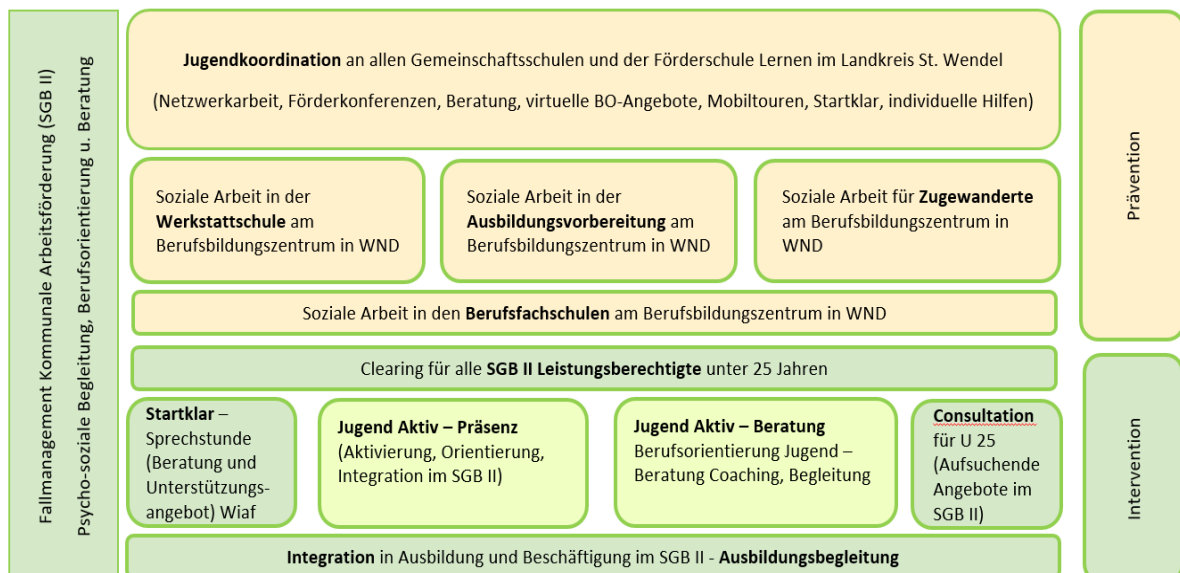 Fallmanagement Kommunale Arbeitsförderung (SGB II)
Psycho-soziale Begleitung, Berufsorientierung u. Beratung
Jugendkoordination an allen Gemeinschaftsschulen und der Förderschule Lernen im Landkreis St. Wendel
(Netzwerkarbeit, Förderkonferenzen, Beratung, virtuelle BO-Angebote, Mobiltouren, Startklar, individuelle Hilfen)
Soziale Arbeit in der
Werkstattschule am
Berufsbildungszentrum in WND
Soziale Arbeit in der
Ausbildungsvorbereitung am
Berufsbildungszentrum in WND
Soziale Arbeit für Zugewanderte
am Berufsbildungszentrum in
WND
Soziale Arbeit in den Berufsfachschulen am Berufsbildungszentrum in WND
Prävention
Clearing für alle SGB II Leistungsberechtigte unter 25 Jahren
Startklar –
Sprechstunde
(Beratung und
Unterstützungs-
angebot) Wiaf
Jugend Aktiv – Präsenz
(Aktivierung, Orientierung,
Integration im SGB II)
Jugend Aktiv – Beratung
Berufsorientierung Jugend –
Beratung Coaching, Begleitung
Consultation
für U 25
(Aufsuchende
Angebote im
SGB II)
Integration in Ausbildung und Beschäftigung im SGB II - Ausbildungsbegleitung
Intervention